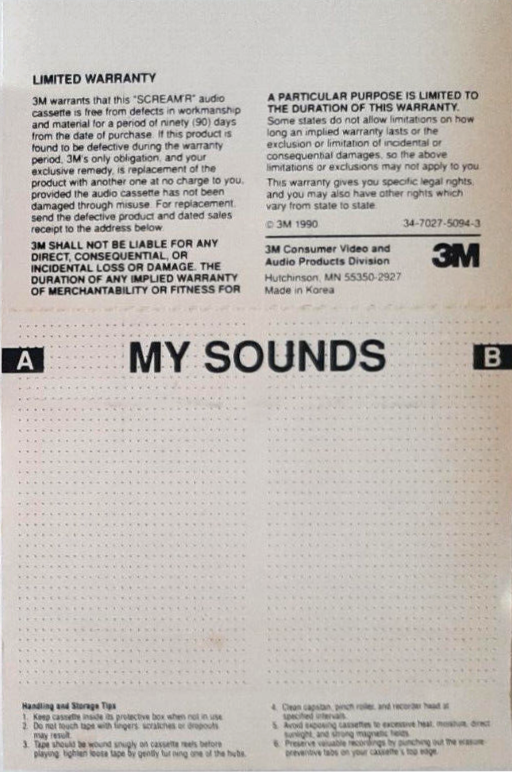 LIMITED WARRANTY
3M warrants that this "SCREAM'R" audio
cassette is free from defects in workmanship
and material for a period of ninety (90) days
from the date of purchase. If this product is
found to be defective during the warranty
period, 3M's only obligation, and your
exclusive remedy, is replacement of the
product with another one at no charge to you,
provided the audio cassette has not been
damaged through misuse. For replacement,
send the defective product and dated sales
receipt to the address below.
3M SHALL NOT BE LIABLE FOR ANY
DIRECT, CONSEQUENTIAL, OR
INCIDENTAL LOSS OR DAMAGE. THE
DURATION OF ANY IMPLIED WARRANTY
OF MERCHANTABILITY OR FITNESS FOR
A PARTICULAR PURPOSE IS LIMITED TO
THE DURATION OF THIS WARRANTY.
Some states do not allow limitations on how
long an implied warranty lasts or the
exclusion or limitation of incidental or
consequential damages, so the above
limitations or exclusions may not apply to you.
This warranty gives you specific legal rights,
and you may also have other rights which
vary from state to state.
© 3M 1990 34-7027-5094-3
3M Consumer Video and
Audio Products Division
3M
Hutchinson, MN 55350-2927
Made in Korea
A MY SOUNDS B
Handling and Storage Tips
1. Keep cassette inside its protective box when not in use.
2. Do not touch tape with fingers: scratches or dropouts
may result.
3. Tape should be wound snugly on cassette reels before
playing: tighten loose tape by gently turning one of the hubs.
4. Clean capstan, pinch roller, and recorder head at
specified intervals.
5. Avoid exposing cassettes to excessive heat, moisture, direct
sunlight, and strong magnetic fields.
6. Preserve valuable recordings by punching out the erasure-
preventive tabs on your cassette's top edge.